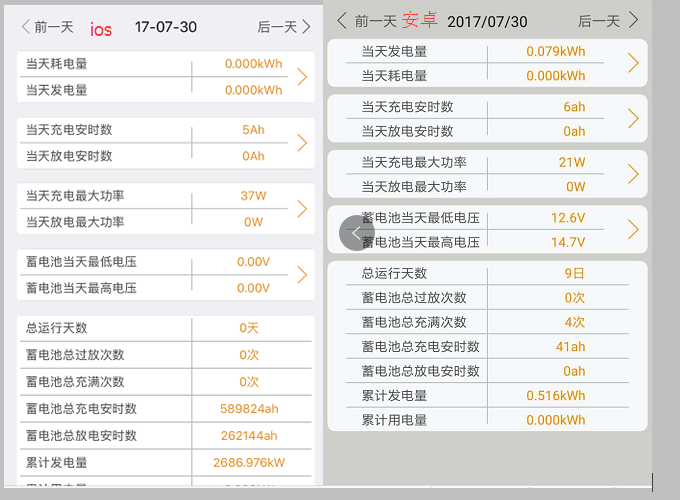 前一天 ios 17-07-30 后一天
当天耗电量 0.000kWh
当天发电量 0.000kWh
当天充电安时数 5Ah
当天放电安时数 0Ah
当天充电最大功率 37W
当天放电最大功率 0W
蓄电池当天最低电压 0.00V
蓄电池当天最高电压 0.00V
总运行天数 0天
蓄电池总过放次数 0次
蓄电池总充满次数 0次
蓄电池总充电安时数 589824ah
蓄电池总放电安时数 262144ah
累计发电量 2686.976kW
前一天 安卓 2017/07/30 后一天
当天发电量 0.079kWh
当天耗电量 0.000kWh
当天充电安时数 6ah
当天放电安时数 0ah
当天充电最大功率 21W
当天放电最大功率 0W
蓄电池当天最低电压 12.6V
蓄电池当天最高电压 14.7V
总运行天数 9日
蓄电池总过放次数 0次
蓄电池总充满次数 4次
蓄电池总充电安时数 41ah
蓄电池总放电安时数 0ah
累计发电量 0.516kWh
累计用电量 0.000kWh